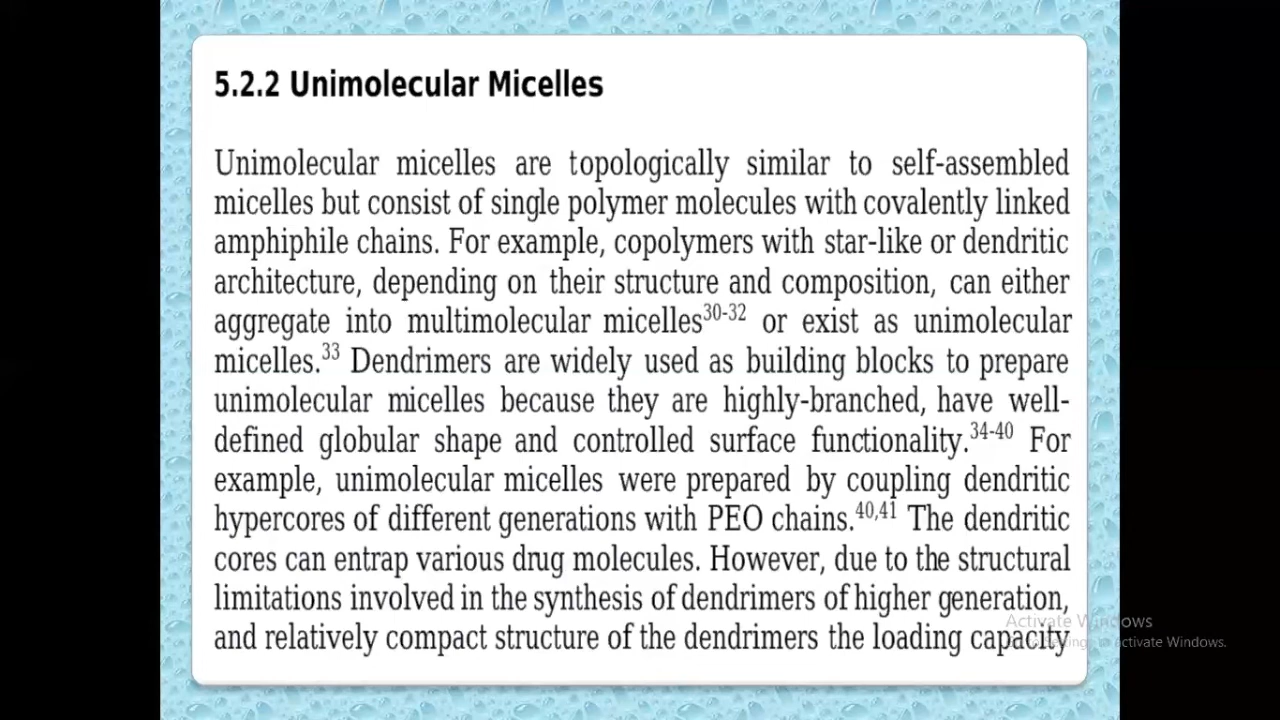 5.2.2 Unimolecular Micelles
Unimolecular micelles are topologically similar to self-assembled
micelles but consist of single polymer molecules with covalently linked
amphiphile chains. For example, copolymers with star-like or dendritic
architecture, depending on their structure and composition, can either
aggregate into multimolecular micelles30-32 or exist as unimolecular
micelles.33 Dendrimers are widely used as building blocks to prepare
unimolecular micelles because they are highly-branched, have well-
defined globular shape and controlled surface functionality.34-40 For
example, unimolecular micelles were prepared by coupling dendritic
hypercores of different generations with PEO chains.40,41 The dendritic
cores can entrap various drug molecules. However, due to the structural
limitations involved in the synthesis of dendrimers of higher generation,
and relatively compact structure of the dendrimers the loading capacity
Activate Windows
Go to Settings to activate Windows.